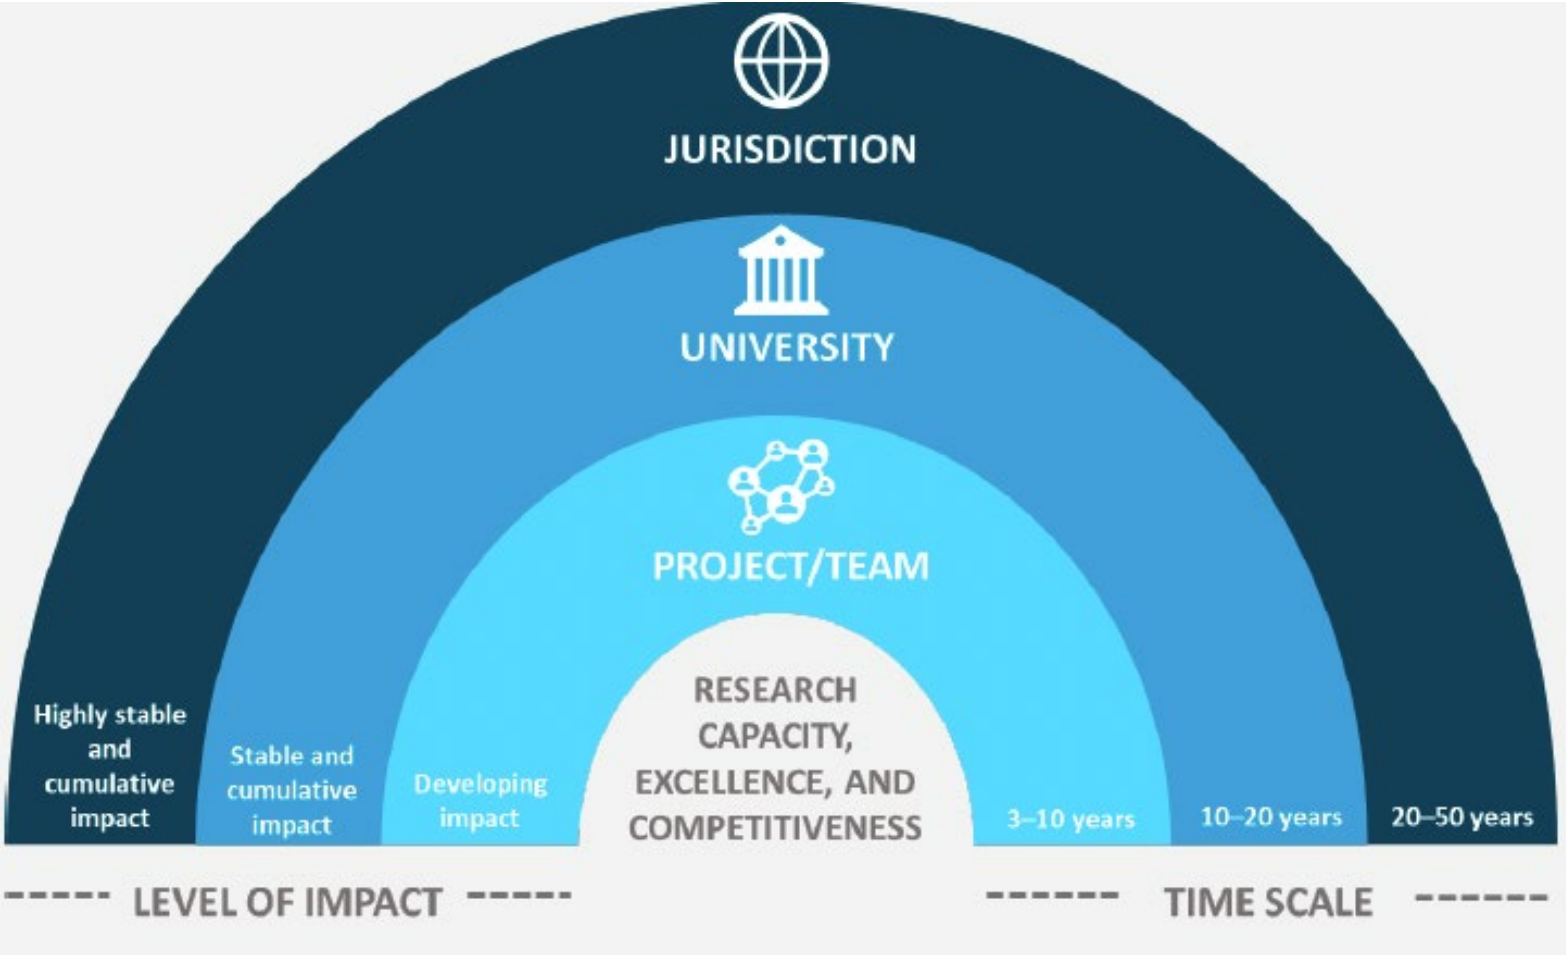 JURISDICTION
UNIVERSITY
PROJECT/TEAM
RESEARCH
CAPACITY,
EXCELLENCE, AND
COMPETITIVENESS
Highly stable
and
cumulative
impact
Stable and
cumulative
impact
Developing
impact
3–10 years
10–20 years
20–50 years
LEVEL OF IMPACT
TIME SCALE